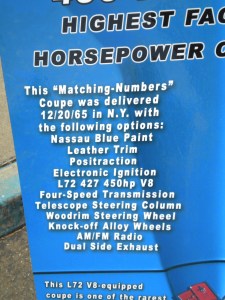 HIGHEST FAC
HORSEPOWER C
This "Matching-Numbers"
Coupe was delivered
12/20/65 in N.Y. with
the following options:
Nassau Blue Paint
Leather Trim
Positraction
Electronic Ignition
L72 427 450hp V8
Four-Speed Transmission
Telescope Steering Column
Woodrim Steering Wheel
Knock-off Alloy Wheels
AM/FM Radio
Dual Side Exhaust
This L72 V8-equipped
coupe is one of the rarest